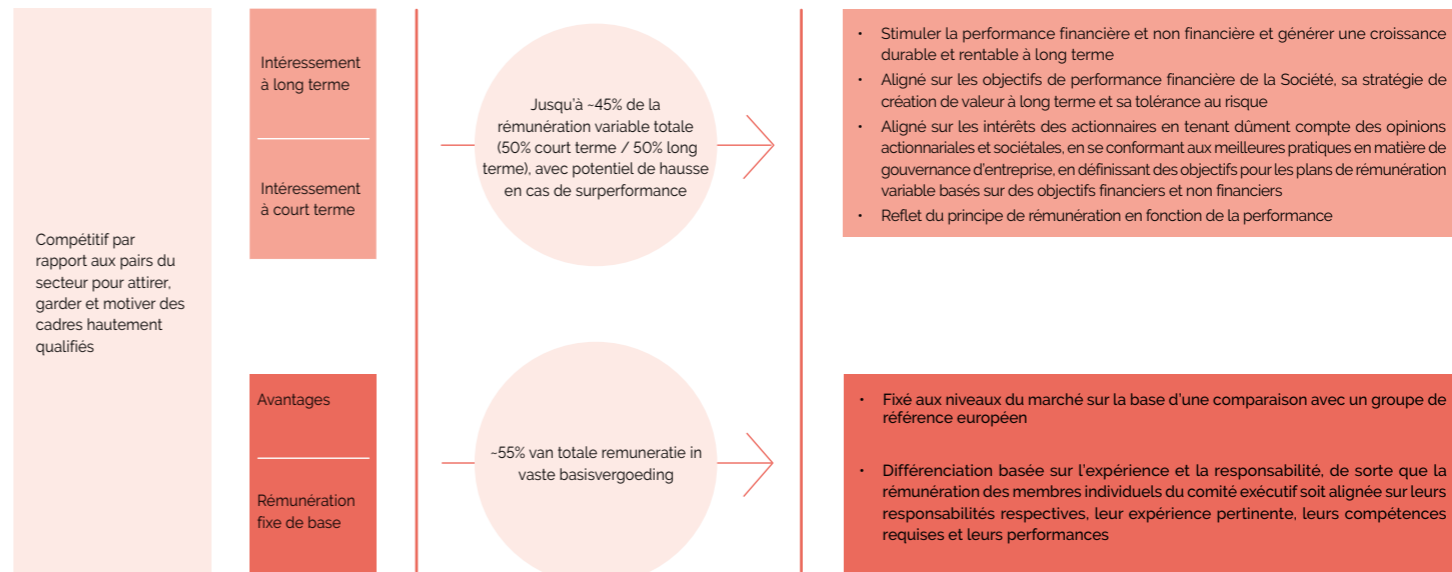 Compétitif par
rapport aux pairs du
secteur pour attirer,
garder et motiver des
cadres hautement
qualifiés
Intéressement
à long terme
Intéressement
à court terme
Jusqu'à ~45% de la
rémunération variable totale
(50% court terme / 50% long
terme), avec potentiel de hausse
en cas de surperformance
• Stimuler la performance financière et non financière et générer une croissance
durable et rentable à long terme
• Aligné sur les objectifs de performance financière de la Société, sa stratégie de
création de valeur à long terme et sa tolérance au risque
• Aligné sur les intérêts des actionnaires en tenant dûment compte des opinions
actionnariales et sociétales, en se conformant aux meilleures pratiques en matière de
gouvernance d'entreprise, en définissant des objectifs pour les plans de rémunération
variable basés sur des objectifs financiers et non financiers
• Reflet du principe de rémunération en fonction de la performance
Avantages
Rémunération
fixe de base
~55% van totale remuneratie in
vaste basisvergoeding
• Fixé aux niveaux du marché sur la base d'une comparaison avec un groupe de
référence européen
• Différenciation basée sur l'expérience et la responsabilité, de sorte que la
rémunération des membres individuels du comité exécutif soit alignée sur leurs
responsabilités respectives, leur expérience pertinente, leurs compétences
requises et leurs performances